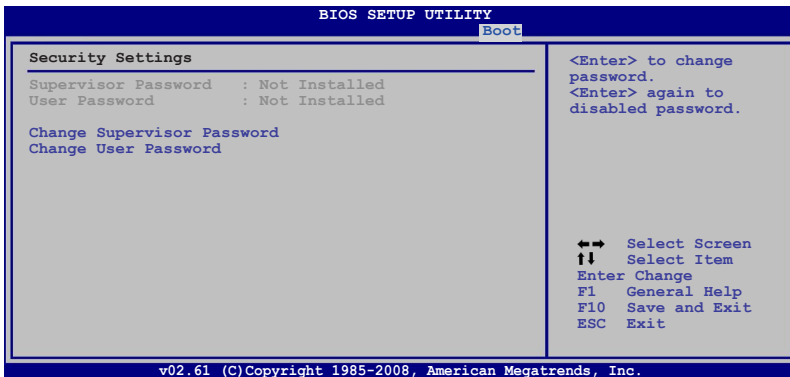 BIOS SETUP UTILITY
Boot
Security Settings
Supervisor Password : Not Installed
User Password : Not Installed
Change Supervisor Password
Change User Password
<Enter> to change
password.
<Enter> again to
disabled password.
←→ Select Screen
↑↓ Select Item
Enter Change
F1 General Help
F10 Save and Exit
ESC Exit
v02.61 (C)Copyright 1985-2008, American Megatrends, Inc.